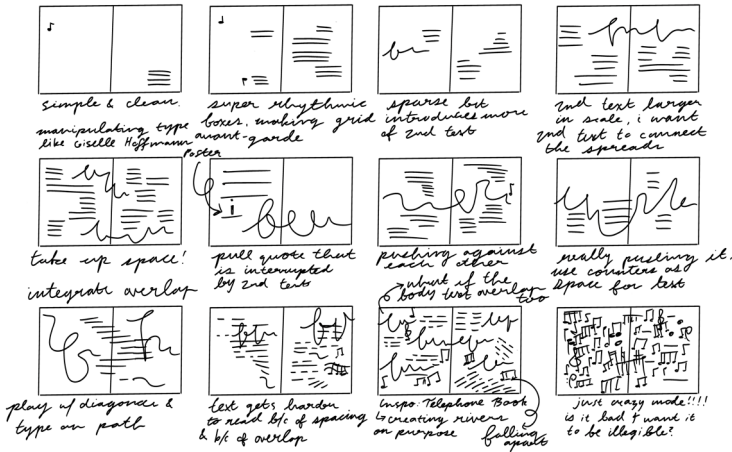 simple & clean.
manipulating type
like Giselle Hoffmann
poster
super rhythmic
boxes, making grid
avant-garde
sparse but
introduces more
of 2nd text
2nd text larger
in scale, i want
2nd text to connect
the spreads
take up space!
integrate overlap
pull quote that
is interrupted
by 2nd text
pushing against
each other
really pushing it,
use counters as
space for text
what if the
body text overlaps
too
play w/ diagonals &
type on path
text gets harder
to read b/c of spacing
& b/c of overlap
inspo: Telephone Book
↳ creating rivers
on purpose
falling
apart
just crazy mode!!!!
is it bad i want it
to be illegible?